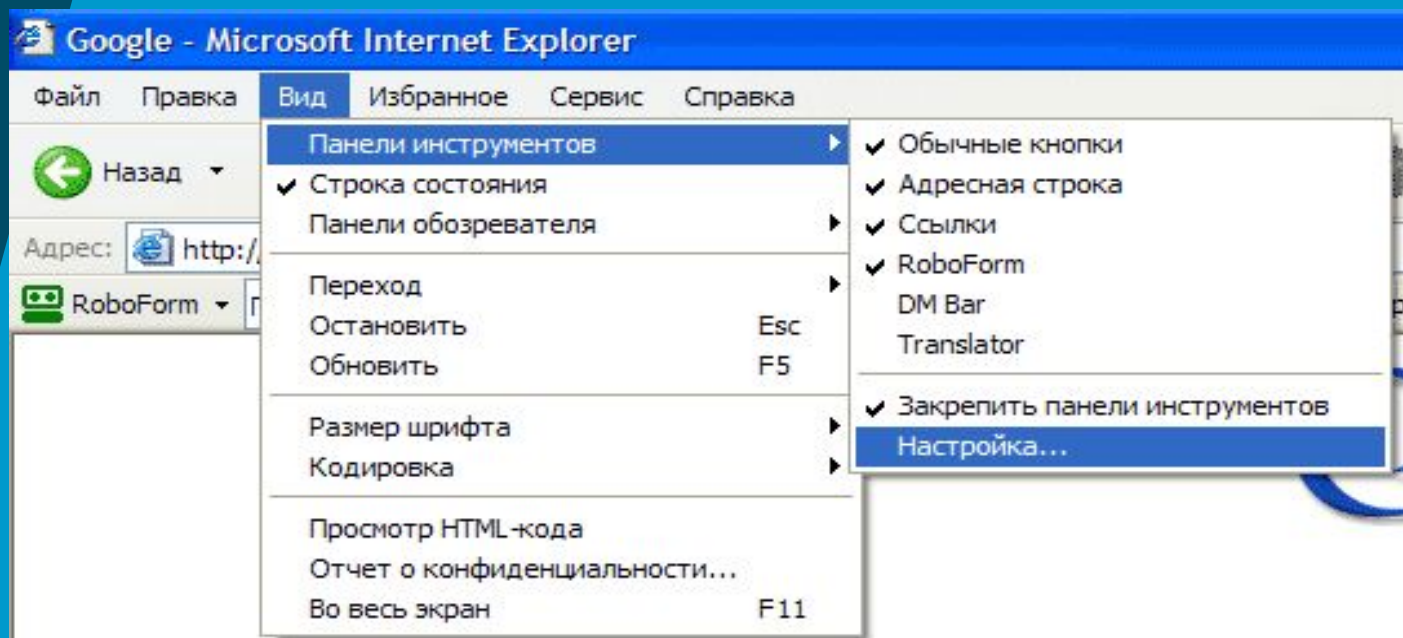 Google - Microsoft Internet Explorer
Файл Правка Вид Избранное Сервис Справка
Назад
Адрес: http://
RoboForm
Панели инструментов
Строка состояния
Панели обозревателя
Переход
Остановить Esc
Обновить F5
Размер шрифта
Кодировка
Просмотр HTML-кода
Отчет о конфиденциальности...
Во весь экран F11
Обычные кнопки
Адресная строка
Ссылки
RoboForm
DM Bar
Translator
Закрепить панели инструментов
Настройка...